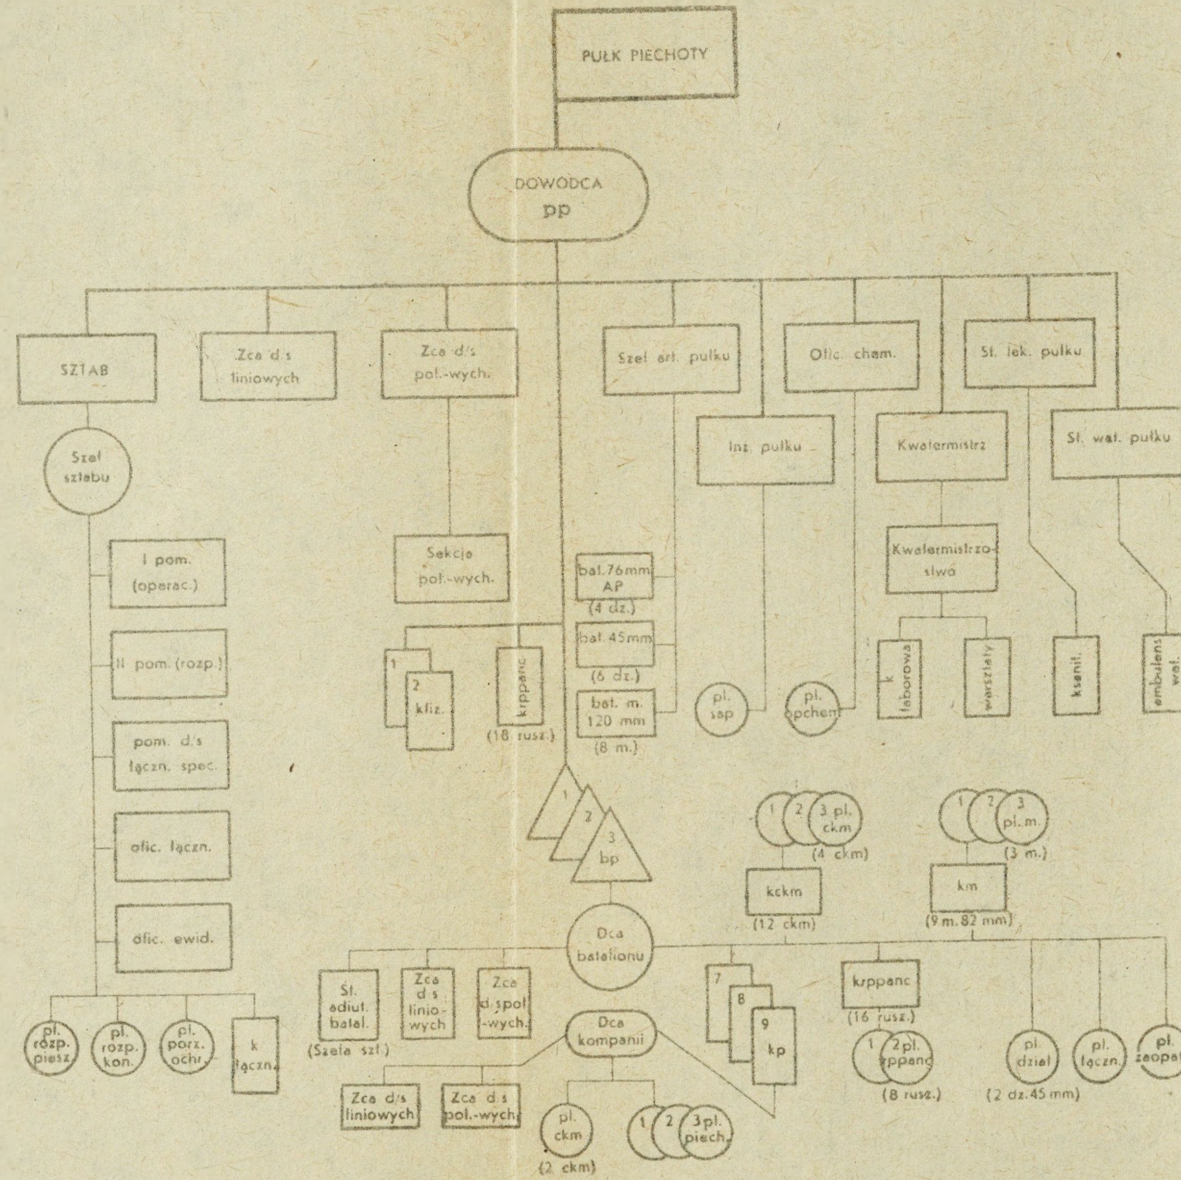 PUŁK PIECHOTY
DOWÓDCA
pp
SZTAB
Zca d/s
liniowych
Zca d/s
pol.-wych.
Szef art. pułku
Ofic. chem.
St. lek. pułku
Inż. pułku
Kwatermistrz
St. wet. pułku
Szef
sztabu
I pom.
(operac.)
II pom. (rozp.)
pom. d/s
łączn. spec.
ofic. łączn.
ofic. ewid.
Sekcja
pol.-wych.
bat. 76mm
AP
(4 dz.)
bat. 45mm
(6 dz.)
bat. m.
120 mm
(8 m.)
Kwatermistrzo-
stwo
1
2
kfiz.
krppanc
(18 rusz.)
pl.
sap
pl.
opchem
k
taborowa
warsztaty
ksanit.
ambulans
wet.
1
2
3
bp
1
2
3 pl.
ckm
(4 ckm)
kckm
(12 ckm)
1
2
3
pl. m.
(3 m.)
km
(9 m. 82 mm)
Dca
batalionu
St.
adiut.
batal.
(Szefa szt.)
Zca
d/s
linio-
wych
Zca
d/spol
-wych.
7
8
9
kp
krppanc
(16 rusz.)
1
2 pl.
rppanc
(8 rusz.)
pl.
dział
(2 dz. 45 mm)
pl.
łączn.
pl.
zaopat
pl.
rozp.
piesz.
pl.
rozp.
kon.
pl.
porz.
ochr.
k
łączn.
Dca
kompanii
Zca d/s
liniowych
Zca d/s
pol.-wych.
pl.
ckm
(2 ckm)
1
2
3 pl.
piech.